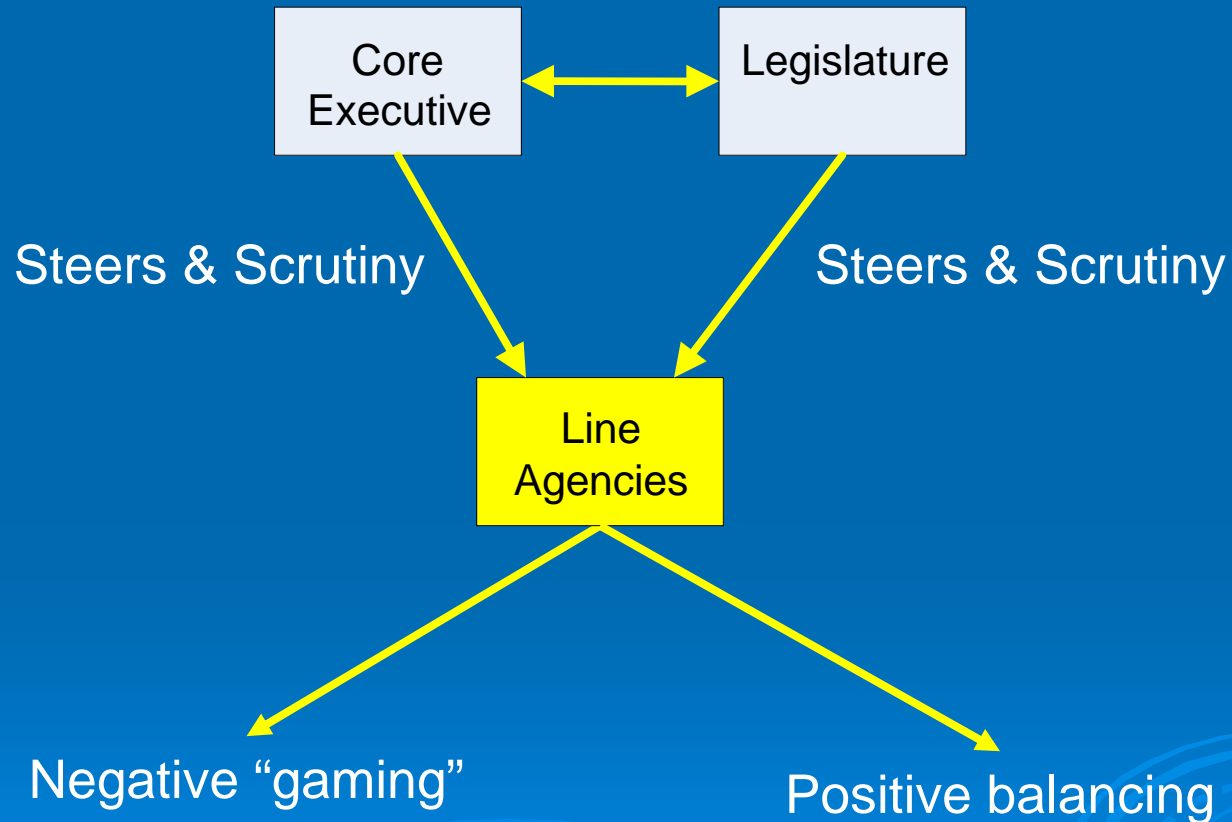 Core
Executive
Legislature
Steers & Scrutiny
Steers & Scrutiny
Line
Agencies
Negative “gaming”
Positive balancing